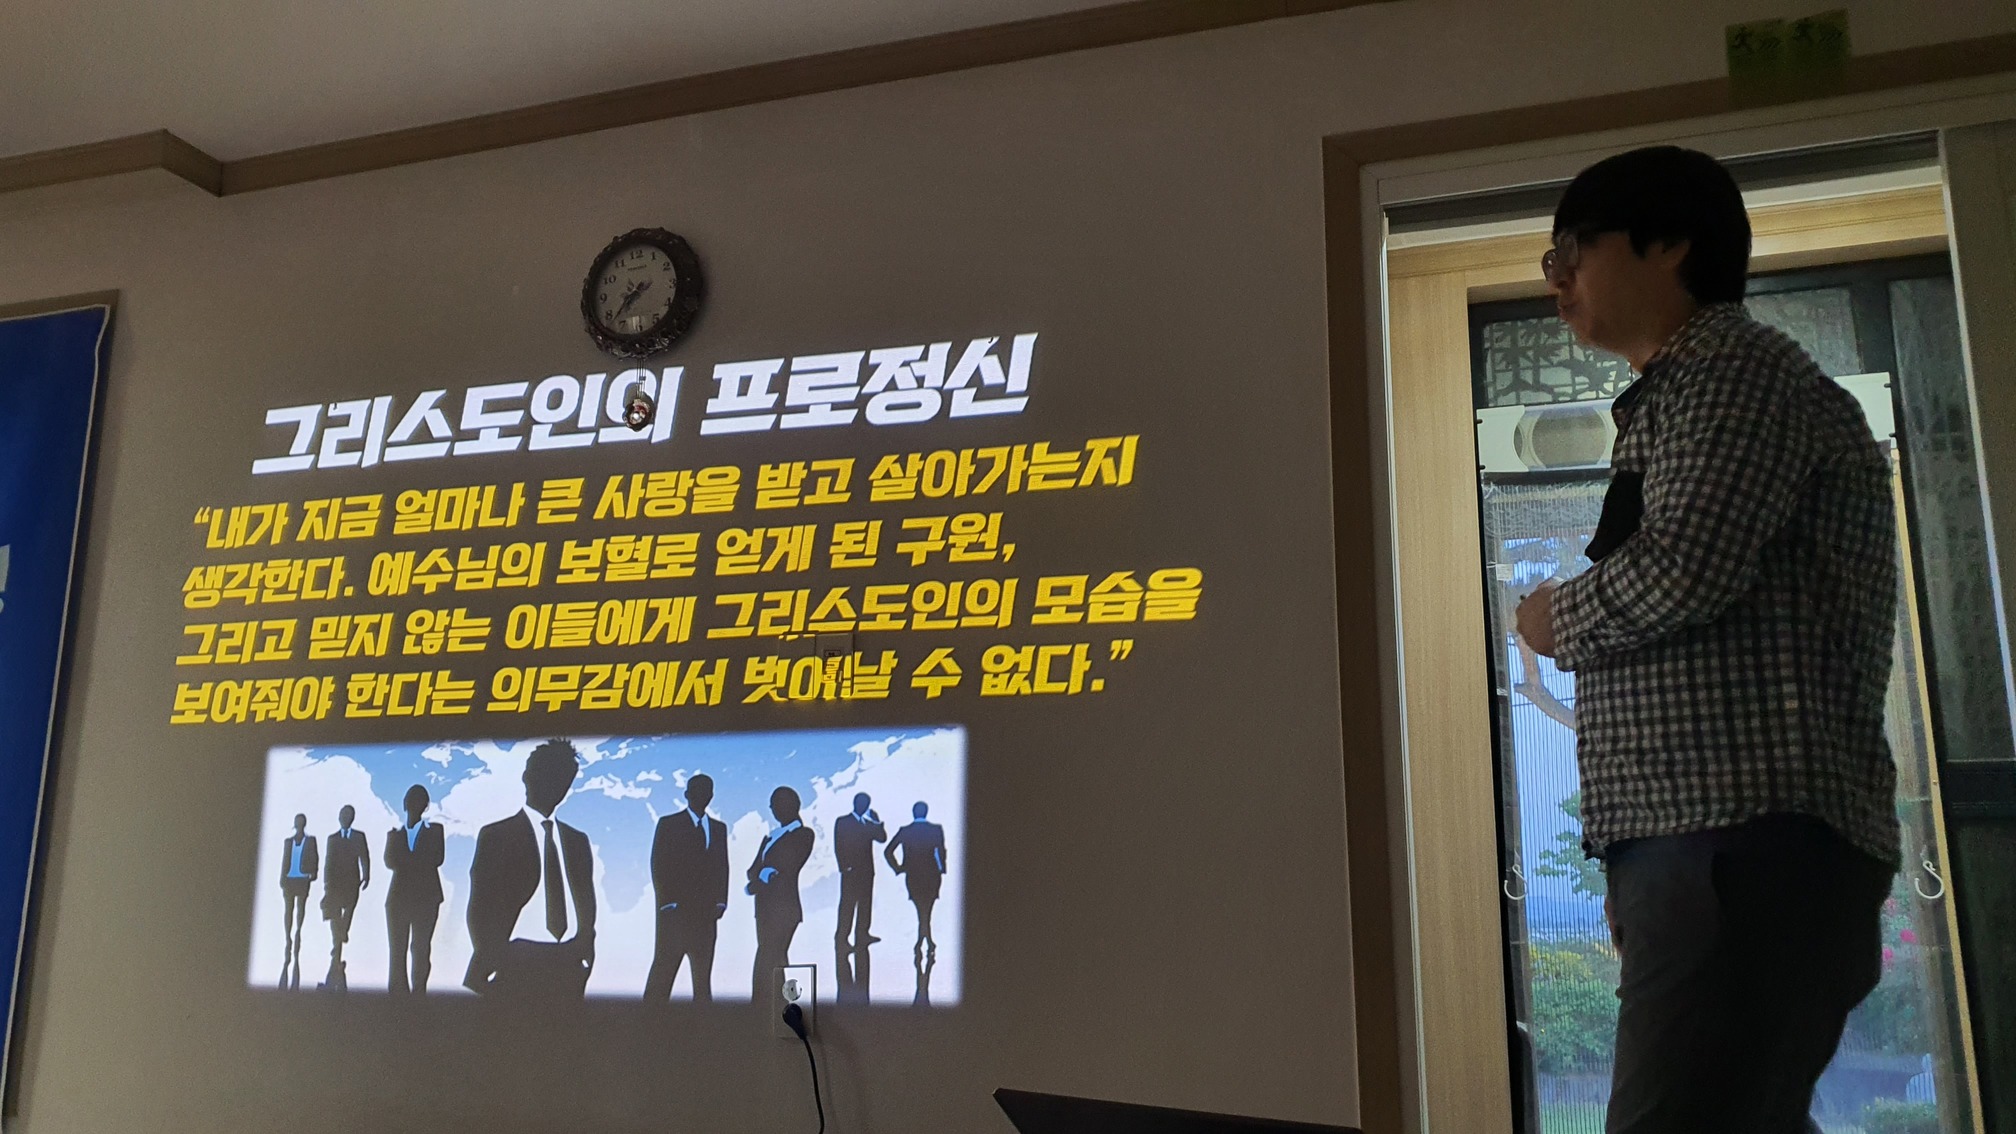 그리스도인의 프로정신
“내가 지금 얼마나 큰 사랑을 받고 살아가는지
생각한다. 예수님의 보혈로 얻게 된 구원,
그리고 믿지 않는 이들에게 그리스도인의 모습을
보여줘야 한다는 의무감에서 벗어날 수 없다.”